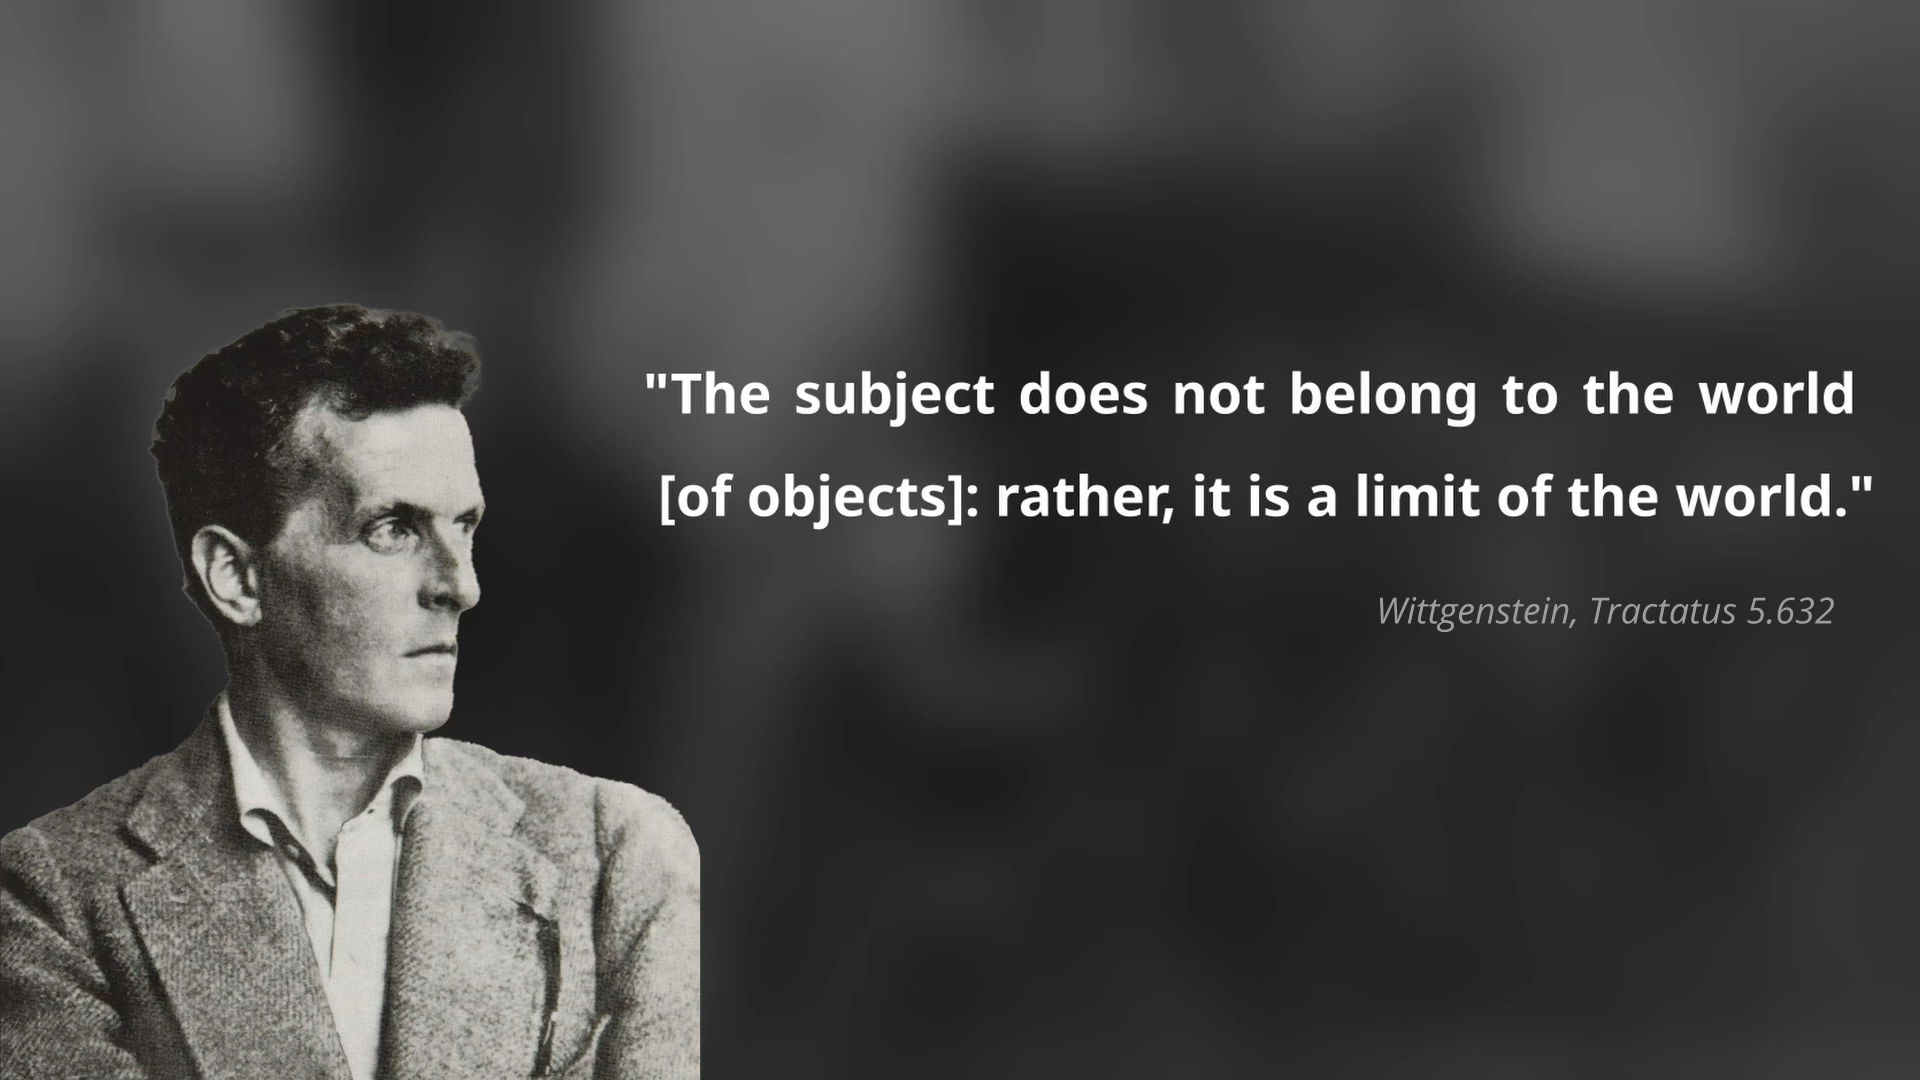 "The subject does not belong to the world
[of objects]: rather, it is a limit of the world."
Wittgenstein, Tractatus 5.632